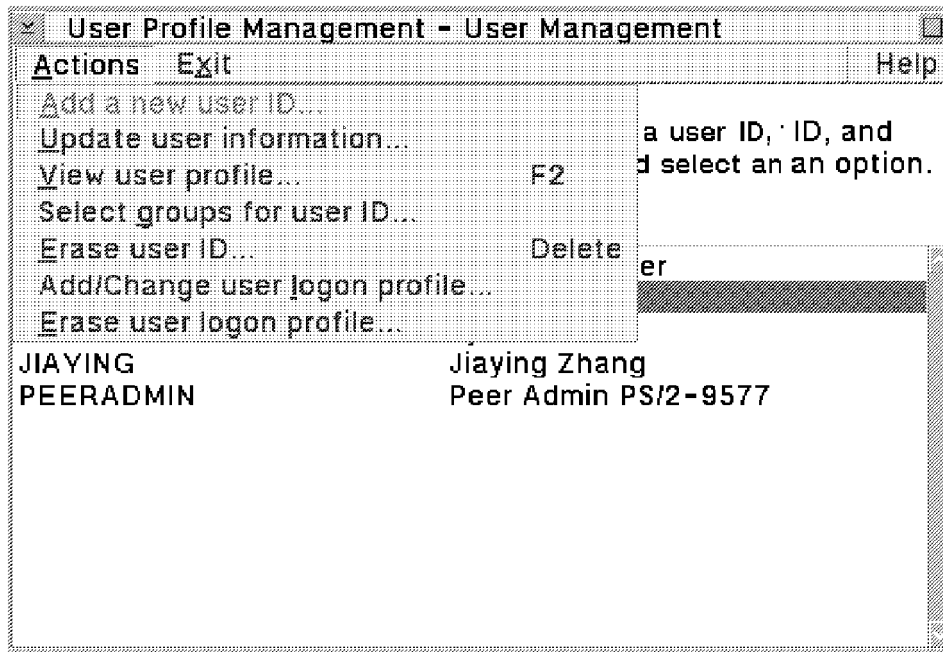 User Profile Management - User Management
Actions Exit Help
Add a new user ID...
Update user information...
View user profile... F2
Select groups for user ID...
Erase user ID... Delete
Add/Change user logon profile...
Erase user logon profile...
a user ID, ' ID, and
d select an an option.
er
JIAYING Jiaying Zhang
PEERADMIN Peer Admin PS/2-9577